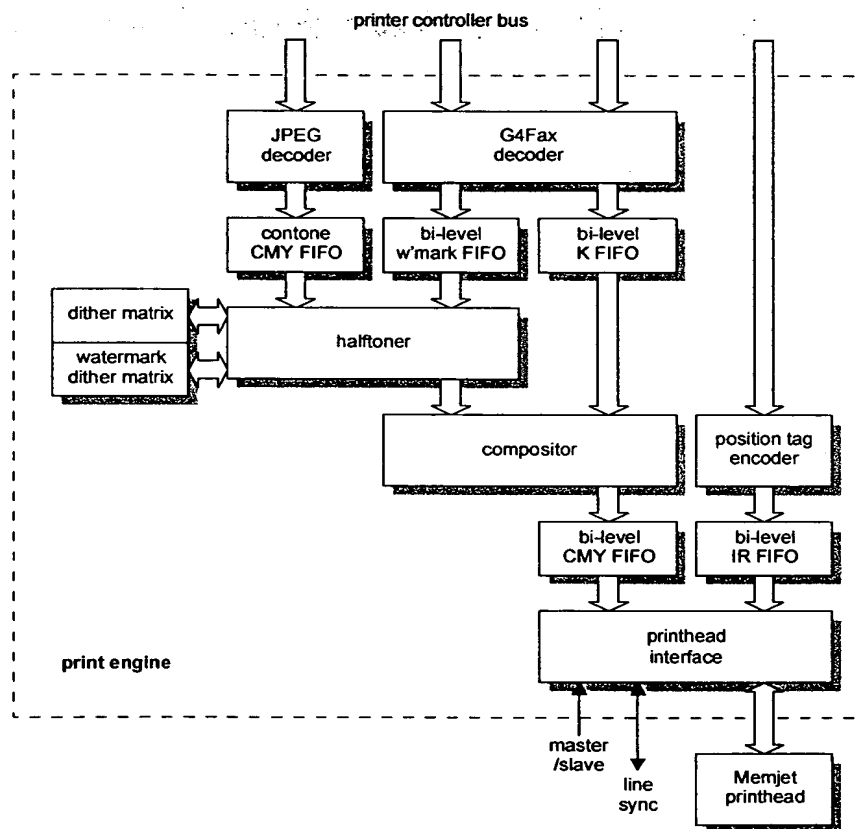 printer controller bus
JPEG
decoder
G4Fax
decoder
contone
CMY FIFO
bi-level
w'mark FIFO
bi-level
K FIFO
dither matrix
watermark
dither matrix
halftoner
compositor
position tag
encoder
bi-level
CMY FIFO
bi-level
IR FIFO
printhead
interface
print engine
master
/slave
line
sync
Memjet
printhead